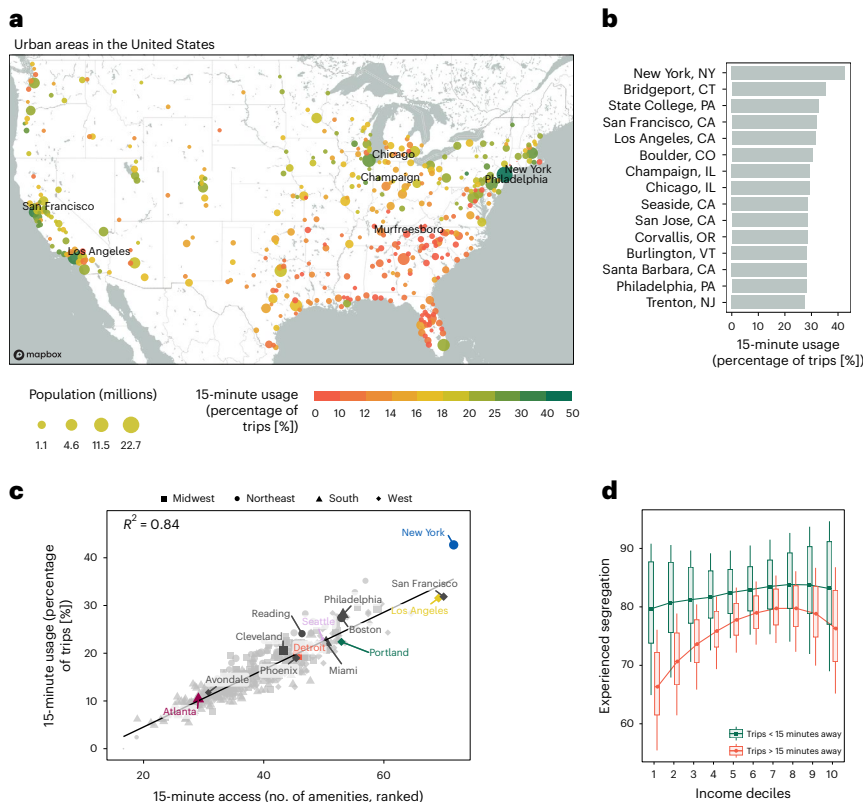 a
Urban areas in the United States
Chicago
New York
Champaign
Philadelphia
San Francisco
Murfreesboro
Los Angeles
mapbox
Population (millions)
1.1 4.6 11.5 22.7
15-minute usage
(percentage of
trips [%])
0 10 12 14 16 18 20 25 30 40 50
b
New York, NY
Bridgeport, CT
State College, PA
San Francisco, CA
Los Angeles, CA
Boulder, CO
Champaign, IL
Chicago, IL
Seaside, CA
San Jose, CA
Corvallis, OR
Burlington, VT
Santa Barbara, CA
Philadelphia, PA
Trenton, NJ
0 10 20 30 40
15-minute usage
(percentage of trips [%])
c
Midwest Northeast South West
R² = 0.84
New York
San Francisco
Los Angeles
Philadelphia
Reading
Seattle
Boston
Cleveland
Detroit
Portland
Phoenix
Miami
Avondale
Atlanta
40
30
20
10
0
20 40 60
15-minute usage (percentage
of trips [%])
15-minute access (no. of amenities, ranked)
d
90
80
70
60
Experienced segregation
Trips < 15 minutes away
Trips > 15 minutes away
1 2 3 4 5 6 7 8 9 10
Income deciles